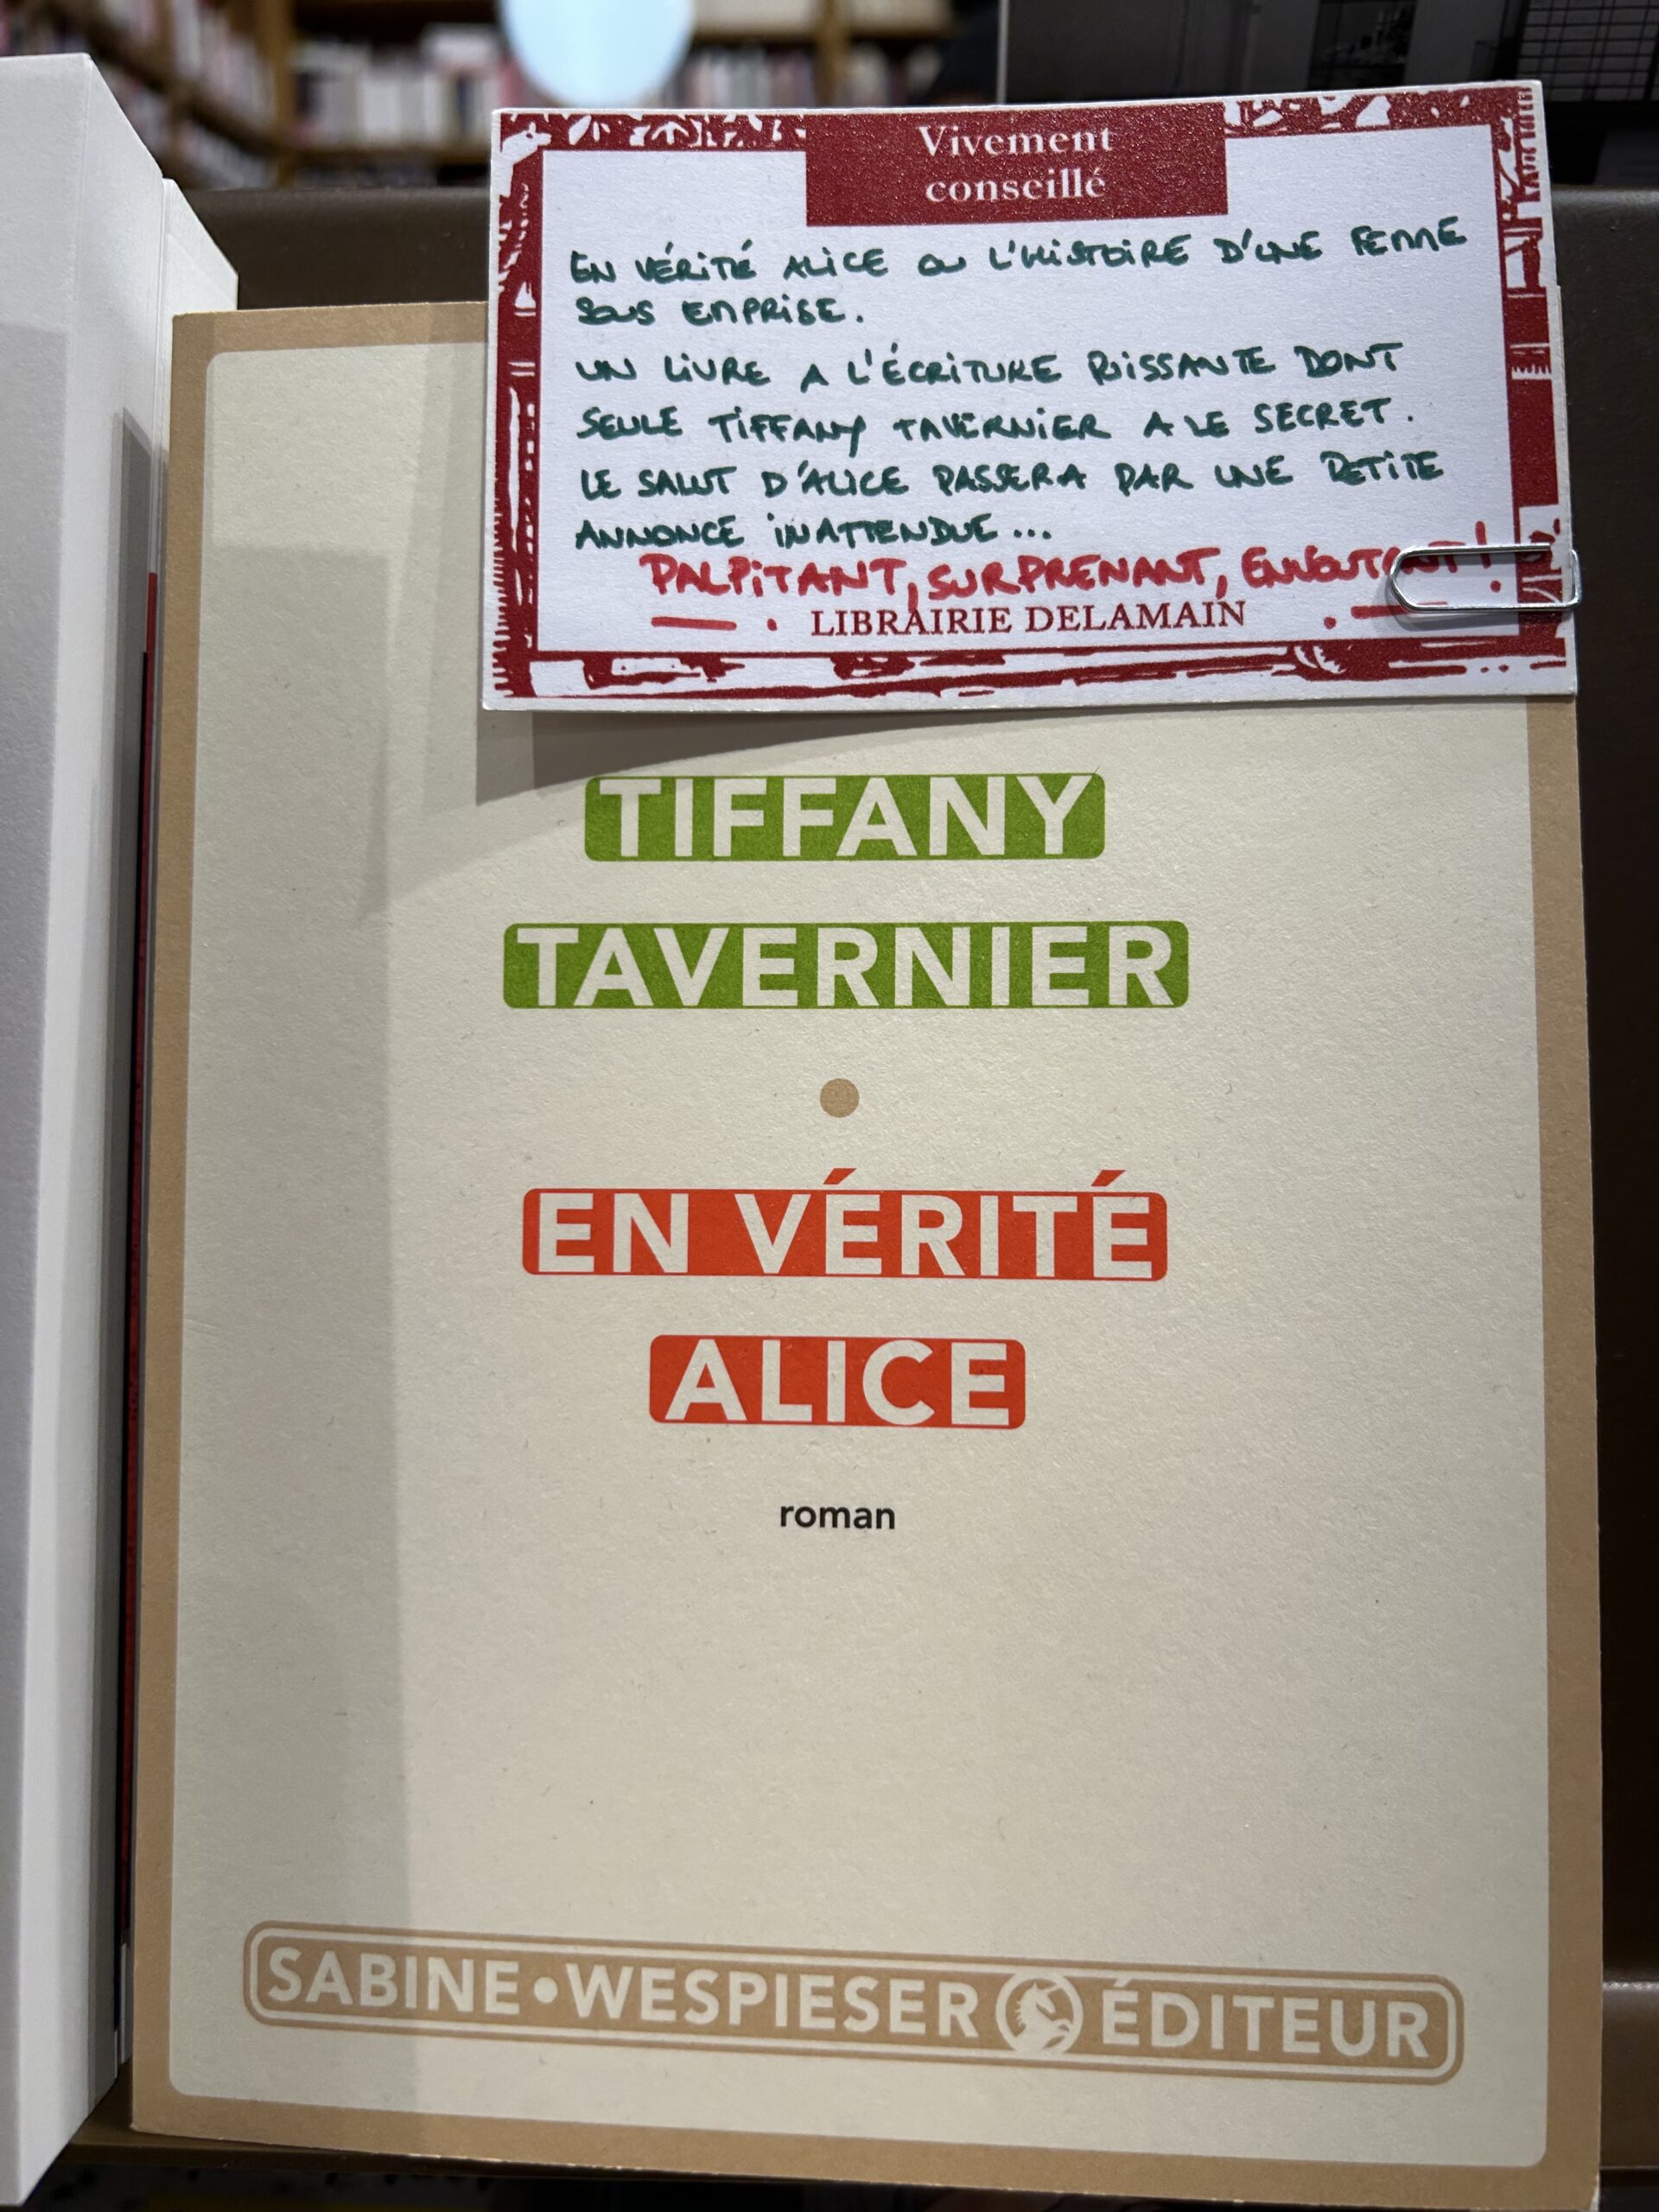 Vivement
conseillé
EN VÉRITÉ ALICE OU L'HISTOIRE D'UNE FEMME
SOUS EMPRISE.
UN LIVRE A L'ÉCRITURE PUISSANTE DONT
SEULE TIFFANY TAVERNIER A LE SECRET.
LE SALUT D'ALICE PASSERA PAR UNE PETITE
ANNONCE INATTENDUE...
PALPITANT, SURPRENANT, ENVOUTANT!
LIBRAIRIE DELAMAIN
TIFFANY
TAVERNIER
EN VÉRITÉ
ALICE
roman
SABINE•WESPIESER ÉDITEUR